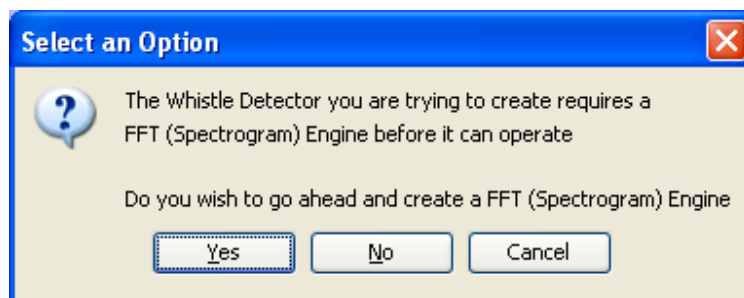 Select an Option
The Whistle Detector you are trying to create requires a
FFT (Spectrogram) Engine before it can operate
Do you wish to go ahead and create a FFT (Spectrogram) Engine
Yes
No
Cancel